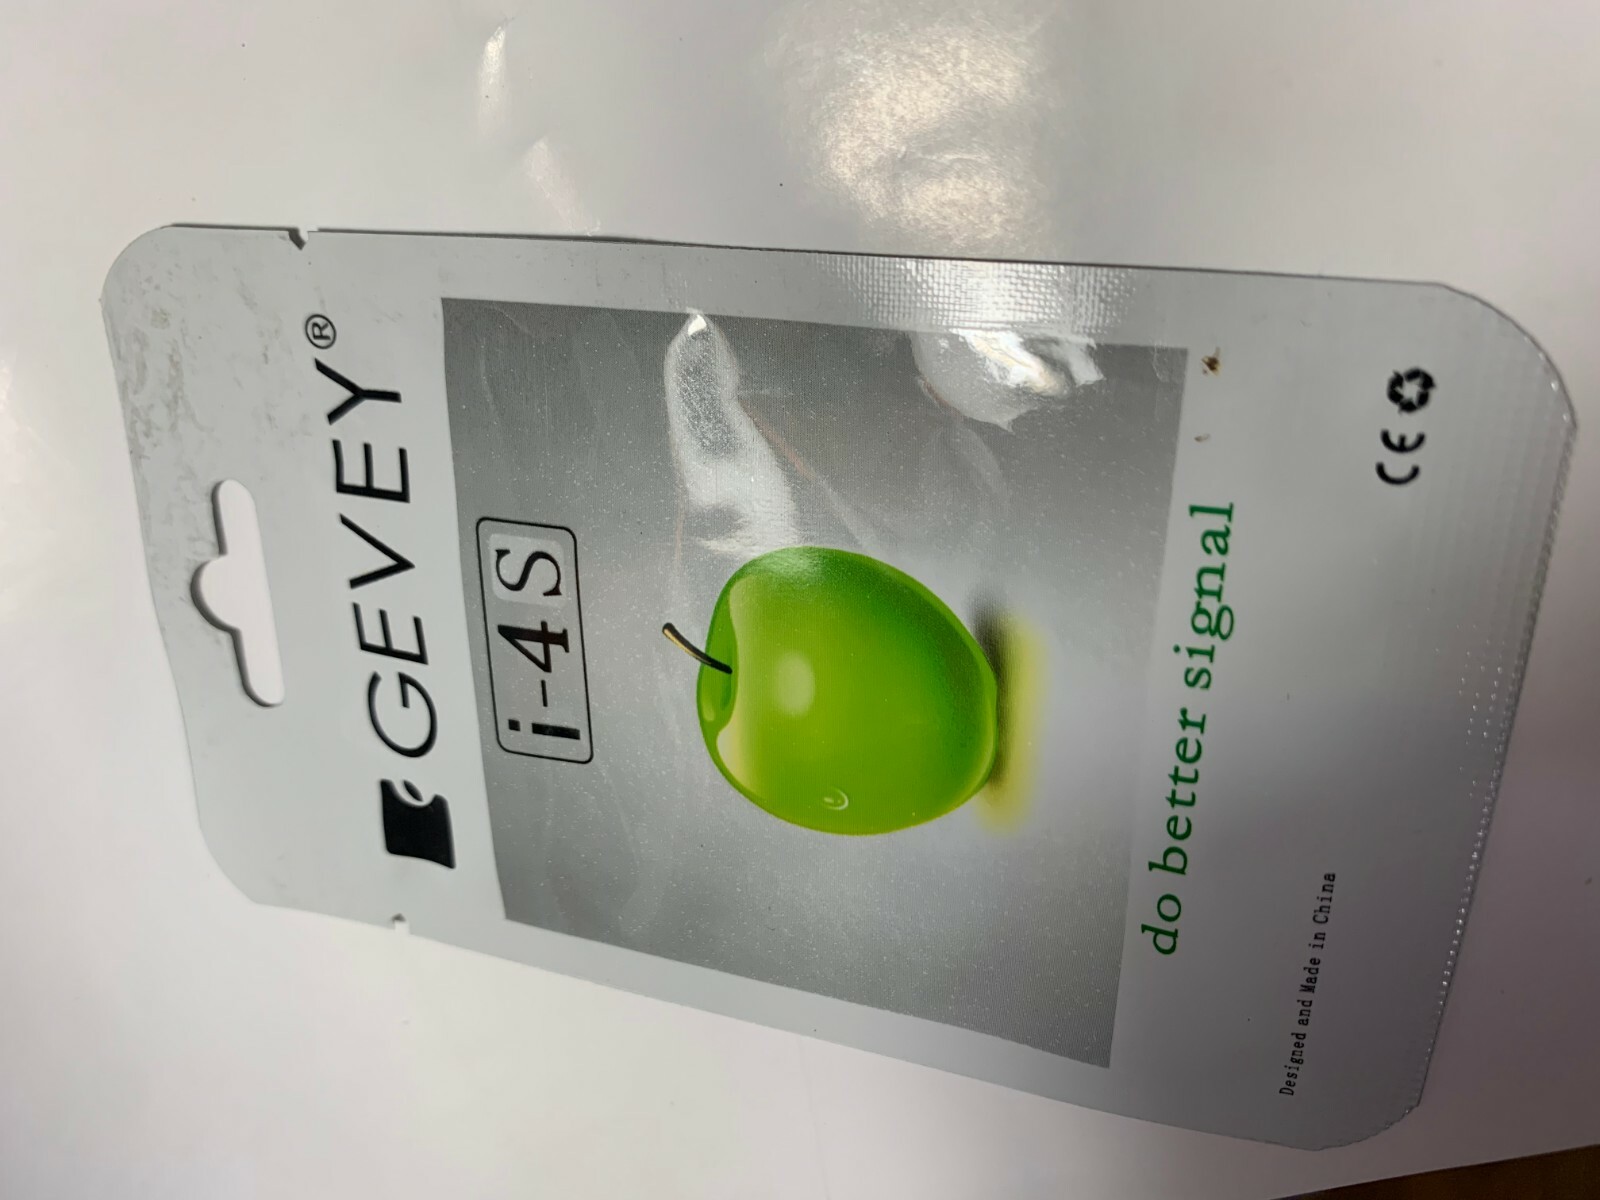 GEVEY®
i-4S
do better signal
Designed and Made in China
CE